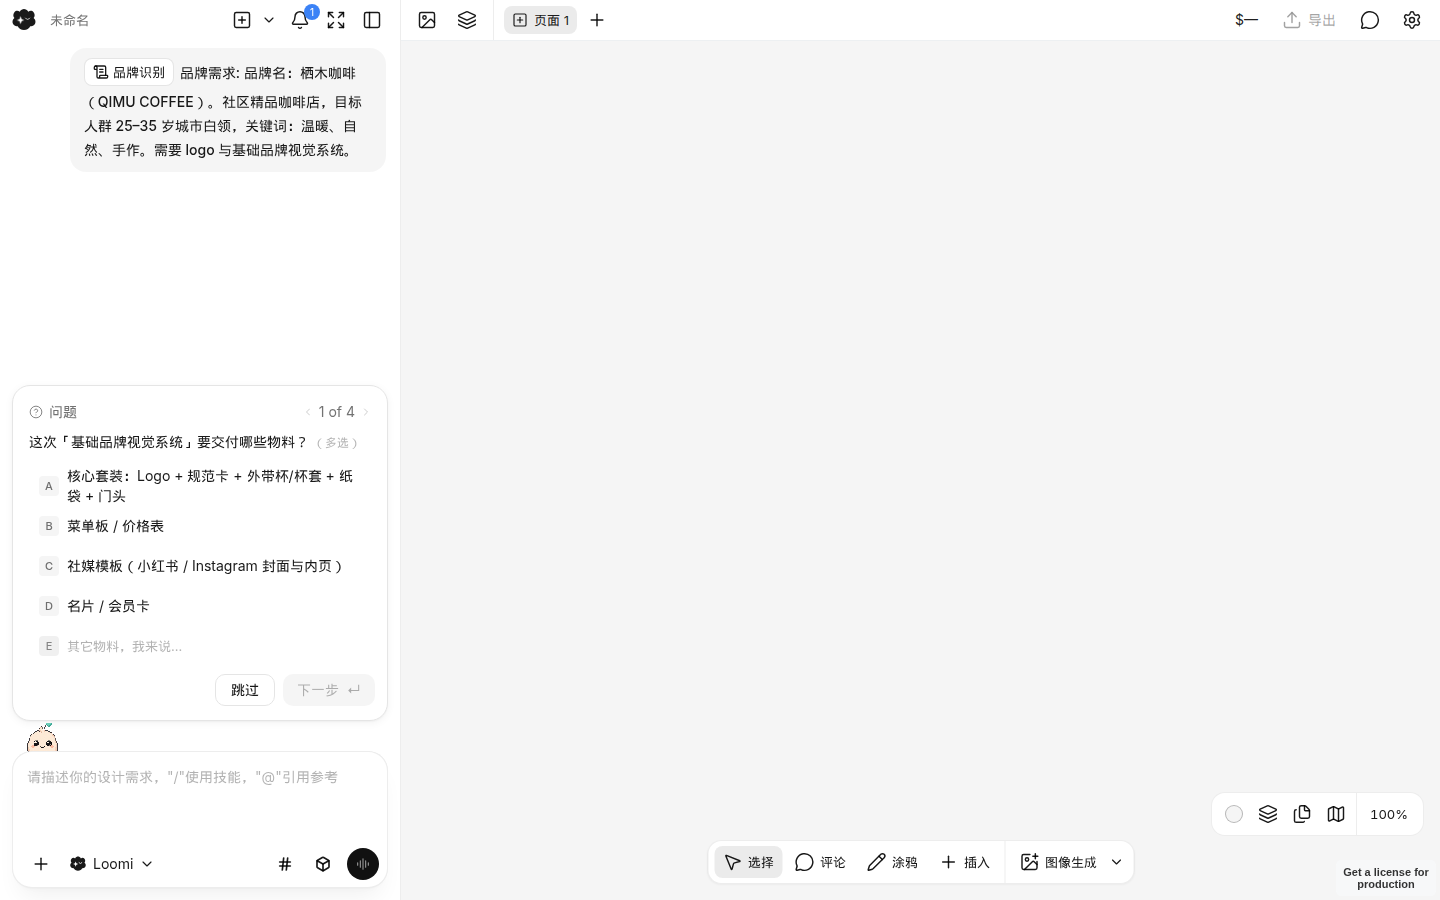 未命名
1
页面 1
$—
导出
品牌识别 品牌需求: 品牌名：栖木咖啡
（QIMU COFFEE）。社区精品咖啡店，目标
人群 25–35 岁城市白领，关键词：温暖、自
然、手作。需要 logo 与基础品牌视觉系统。
问题
1 of 4
这次「基础品牌视觉系统」要交付哪些物料？（多选）
A 核心套装：Logo + 规范卡 + 外带杯/杯套 + 纸
袋 + 门头
B 菜单板 / 价格表
C 社媒模板（小红书 / Instagram 封面与内页）
D 名片 / 会员卡
E 其它物料，我来说...
跳过
下一步
请描述你的设计需求，"/"使用技能，"@"引用参考
Loomi
100%
选择
评论
涂鸦
插入
图像生成
Get a license for
production